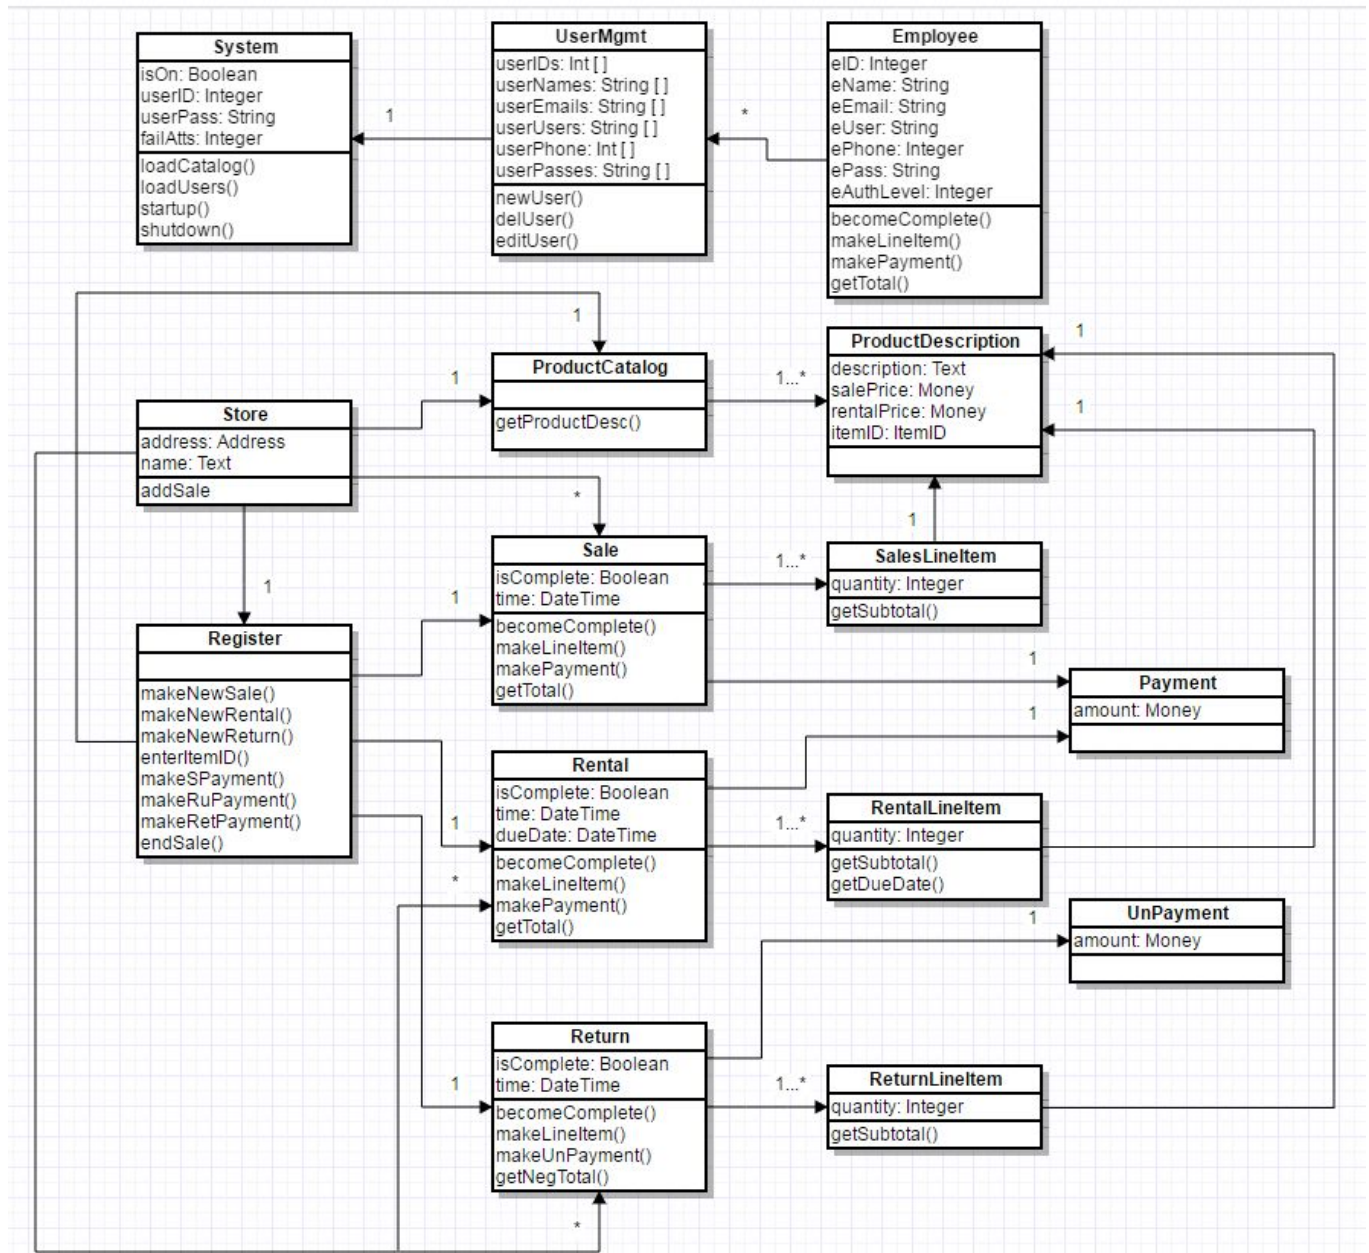 System
isOn: Boolean
userID: Integer
userPass: String
failAtts: Integer
loadCatalog()
loadUsers()
startup()
shutdown()
1
UserMgmt
userIDs: Int [ ]
userNames: String [ ]
userEmails: String [ ]
userUsers: String [ ]
userPhone: Int [ ]
userPasses: String [ ]
newUser()
delUser()
editUser()
*
Employee
eID: Integer
eName: String
eEmail: String
eUser: String
ePhone: Integer
ePass: String
eAuthLevel: Integer
becomeComplete()
makeLineItem()
makePayment()
getTotal()
1
1
ProductCatalog
getProductDesc()
1...*
ProductDescription
description: Text
salePrice: Money
rentalPrice: Money
itemID: ItemID
1
1
Store
address: Address
name: Text
addSale
*
1
1
Sale
isComplete: Boolean
time: DateTime
becomeComplete()
makeLineItem()
makePayment()
getTotal()
1...*
1
SalesLineItem
quantity: Integer
getSubtotal()
Register
makeNewSale()
makeNewRental()
makeNewReturn()
enterItemID()
makeSPayment()
makeRuPayment()
makeRetPayment()
endSale()
1
1
Payment
amount: Money
1
*
Rental
isComplete: Boolean
time: DateTime
dueDate: DateTime
becomeComplete()
makeLineItem()
makePayment()
getTotal()
1...*
RentalLineItem
quantity: Integer
getSubtotal()
getDueDate()
1
UnPayment
amount: Money
1
Return
isComplete: Boolean
time: DateTime
becomeComplete()
makeLineItem()
makeUnPayment()
getNegTotal()
*
1...*
ReturnLineItem
quantity: Integer
getSubtotal()